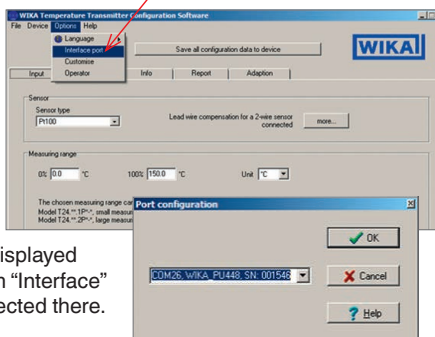 WIKA Temperature Transmitter Configuration Software
File Device Options Help
Language
Interface port
Customise
Operator
Save all configuration data to device
WIKA
Input
Info
Report
Adaption
Sensor
Sensor type
Pt100
Lead wire compensation for a 2-wire sensor
connected
more...
Measuring range
0% 0.0 °C 100% 150.0 °C Unit °C
The chosen measuring range
Model T24.**.1P*-*, small
Model T24.**.2P*-*, large
Port configuration
OK
COM26, WIKA_PU448, SN: 001546
Cancel
Help
isplayed
“Interface”
ected there.